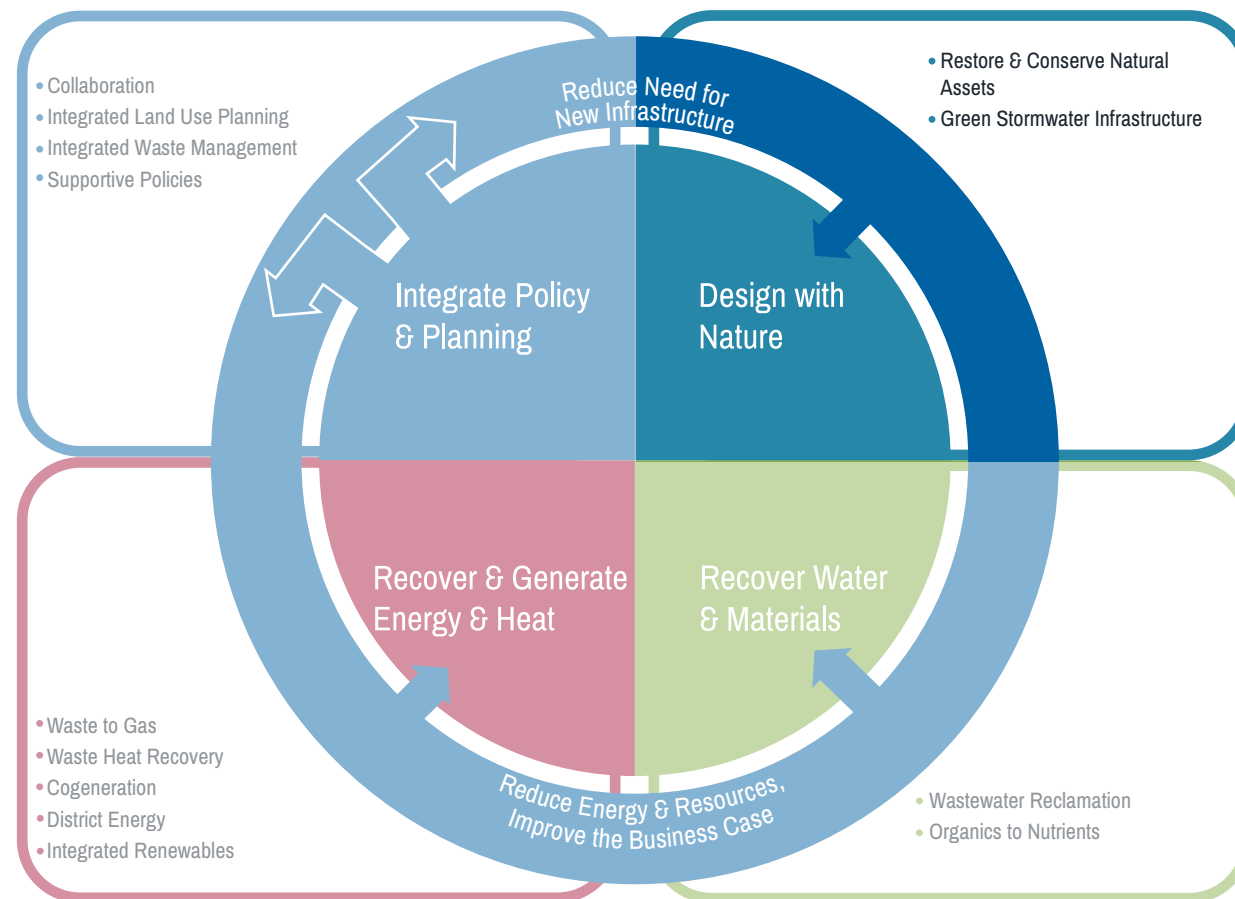 Collaboration
Integrated Land Use Planning
Integrated Waste Management
Supportive Policies
Reduce Need for
New Infrastructure
Restore & Conserve Natural
Assets
Green Stormwater Infrastructure
Integrate Policy
& Planning
Design with
Nature
Recover & Generate
Energy & Heat
Recover Water
& Materials
Waste to Gas
Waste Heat Recovery
Cogeneration
District Energy
Integrated Renewables
Reduce Energy & Resources,
Improve the Business Case
Wastewater Reclamation
Organics to Nutrients